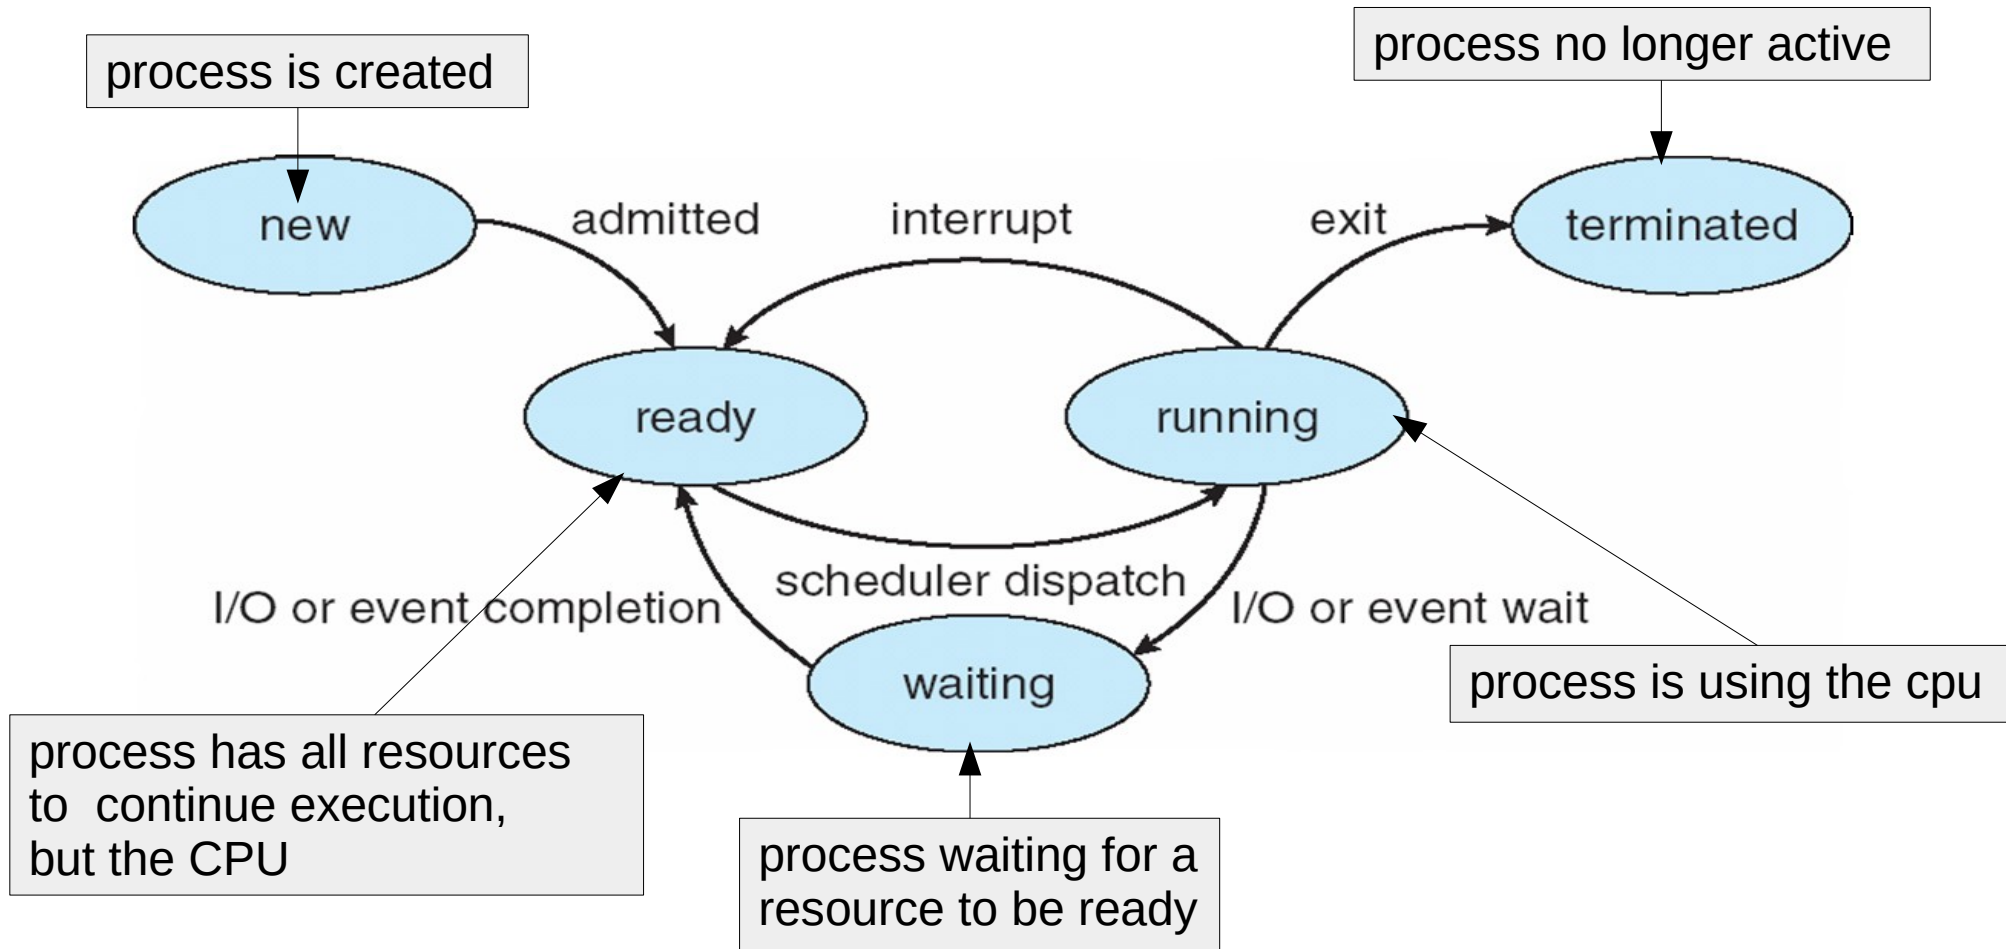 process no longer active
process is created
new
admitted
interrupt
exit
terminated
ready
running
scheduler dispatch
I/O or event completion
I/O or event wait
waiting
process is using the cpu
process has all resources
to  continue execution,
but the CPU
process waiting for a
resource to be ready